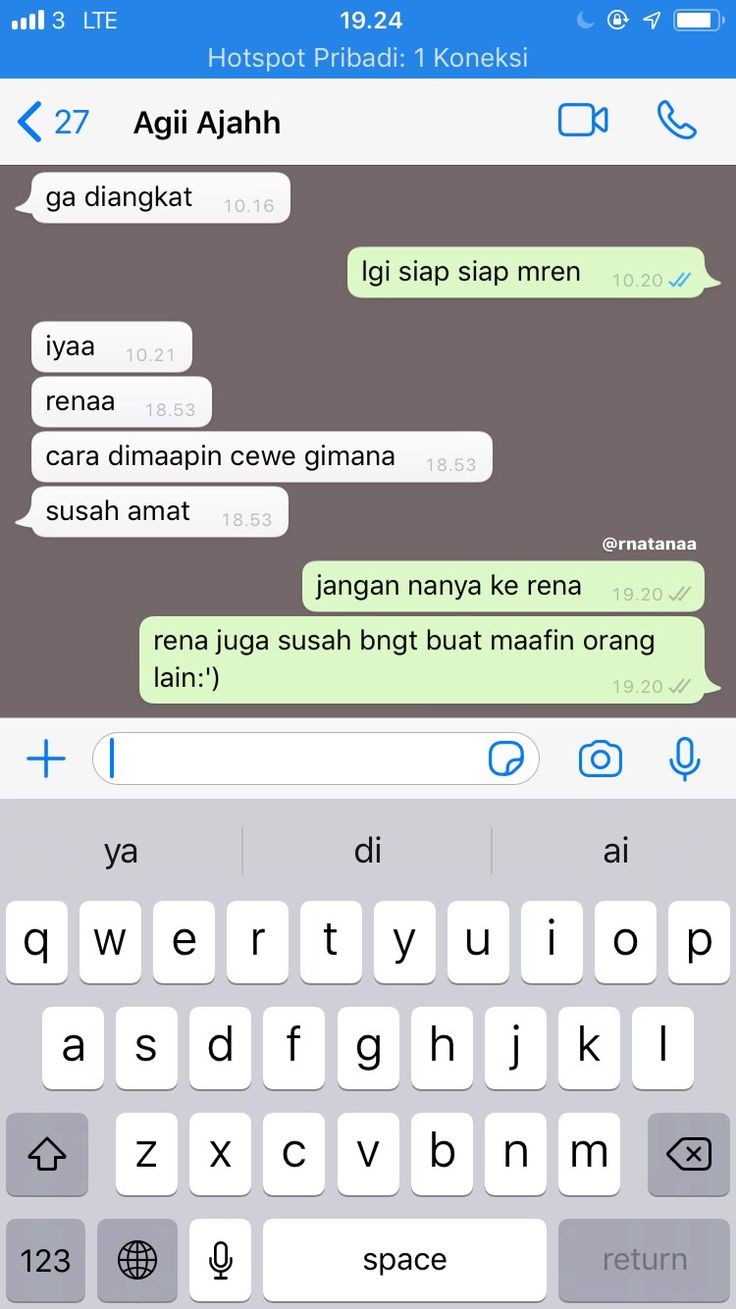 3 LTE 19.24
Hotspot Pribadi: 1 Koneksi
27 Agii Ajahh
ga diangkat 10.16
lgi siap siap mren 10.20
iyaa 10.21
renaa 18.53
cara dimaapin cewe gimana 18.53
susah amat 18.53
@rnatanaa
jangan nanya ke rena 19.20
rena juga susah bngt buat maafin orang
lain:') 19.20
ya di ai
q w e r t y u i o p
a s d f g h j k l
z x c v b n m
123 space return